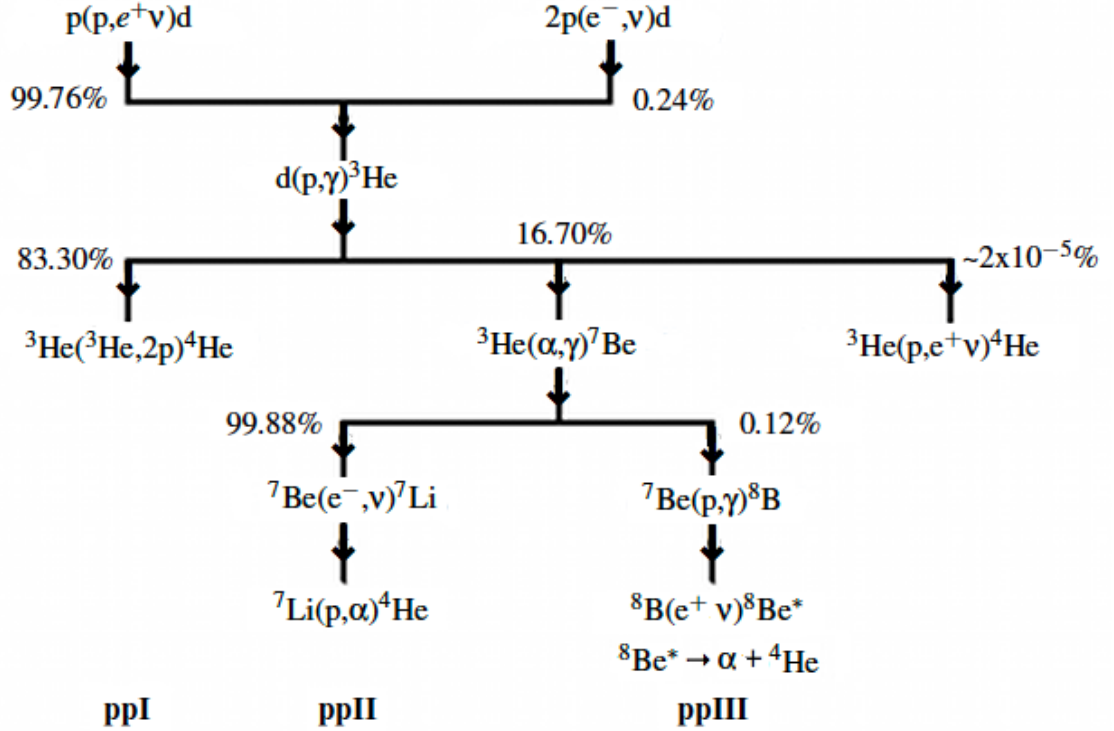 p(p,e⁺ν)d
2p(e⁻,ν)d
99.76%
0.24%
d(p,γ)³He
83.30%
16.70%
~2x10⁻⁵%
³He(³He,2p)⁴He
³He(α,γ)⁷Be
³He(p,e⁺ν)⁴He
99.88%
0.12%
⁷Be(e⁻,ν)⁷Li
⁷Be(p,γ)⁸B
⁷Li(p,α)⁴He
⁸B(e⁺ ν)⁸Be*
⁸Be* → α + ⁴He
ppI
ppII
ppIII